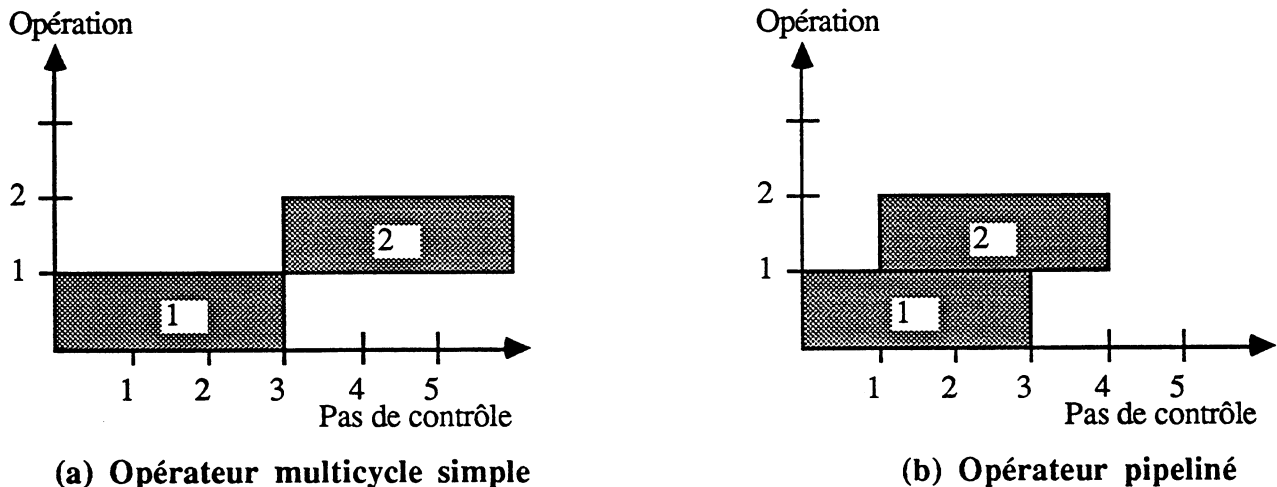 Opération
2
1
2
1
1 2 3 4 5
Pas de contrôle
(a) Opérateur multicycle simple
Opération
2
1
2
1
1 2 3 4 5
Pas de contrôle
(b) Opérateur pipeliné